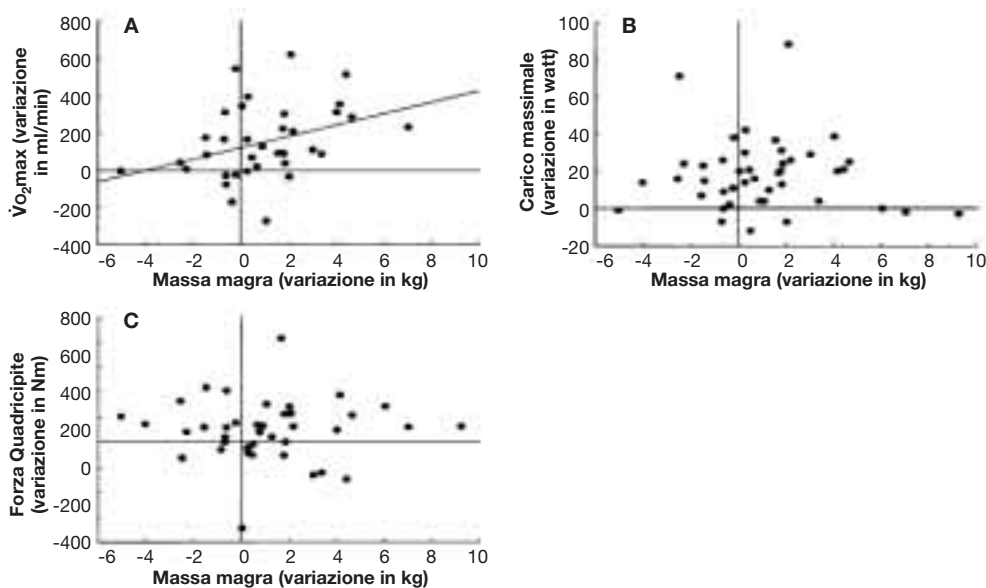 A
V̇o₂max (variazione
in ml/min)
800
600
400
200
0
-200
-400
-6 -4 -2 0 2 4 6 8 10
Massa magra (variazione in kg)
B
Carico massimale
(variazione in watt)
100
80
60
40
20
0
-20
-6 -4 -2 0 2 4 6 8 10
Massa magra (variazione in kg)
C
Forza Quadricipite
(variazione in Nm)
800
600
400
200
0
-200
-400
-6 -4 -2 0 2 4 6 8 10
Massa magra (variazione in kg)